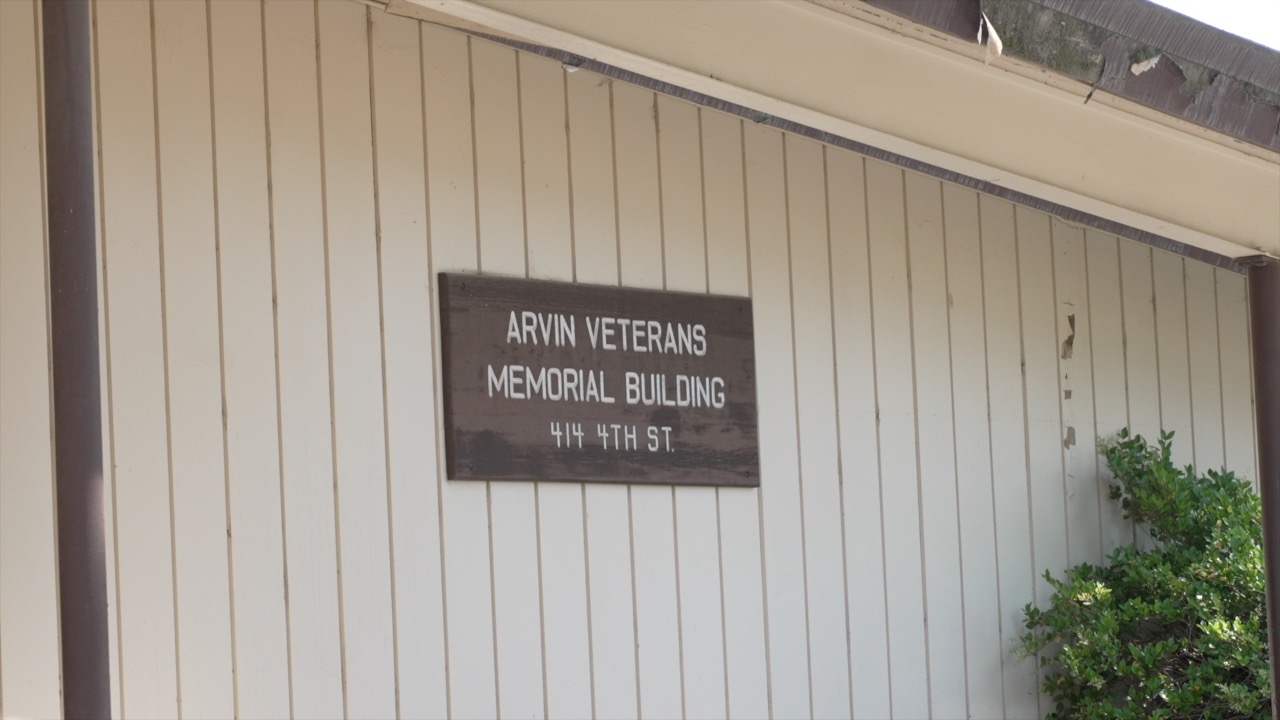 ARVIN VETERANS
MEMORIAL BUILDING
414 4TH ST.